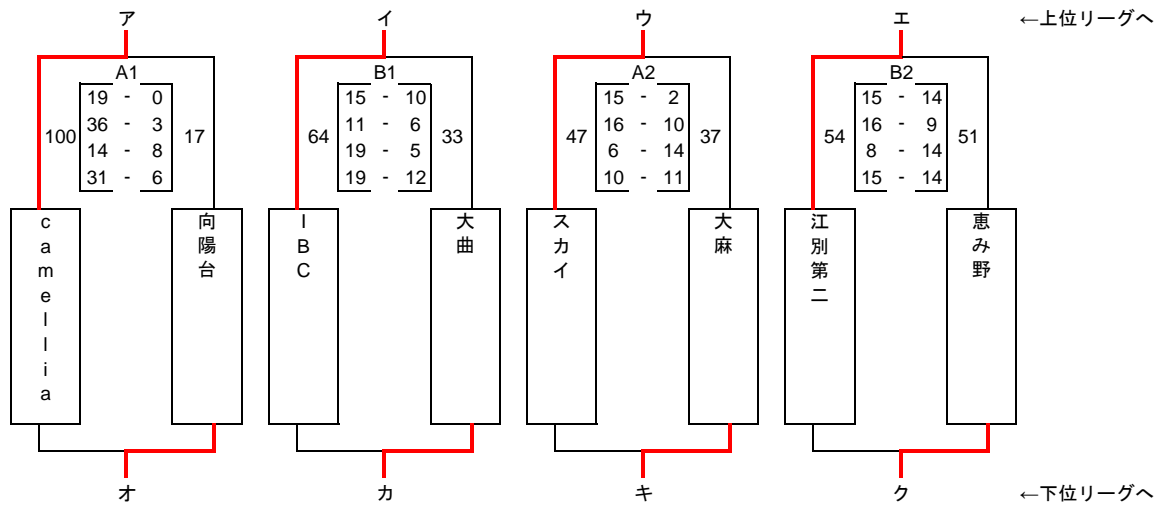 ア イ ウ エ ←上位リーグへ
A1 B1 A2 B2
19 - 0 15 - 10 15 - 2 15 - 14
36 - 3 11 - 6 16 - 10 16 - 9
100 17 64 33 47 37 54 51
14 - 8 19 - 5 6 - 14 8 - 14
31 - 6 19 - 12 10 - 11 15 - 14
camellia
向陽台
IBC
大曲
スカイ
大麻
江別第二
恵み野
オ カ キ ク ←下位リーグへ